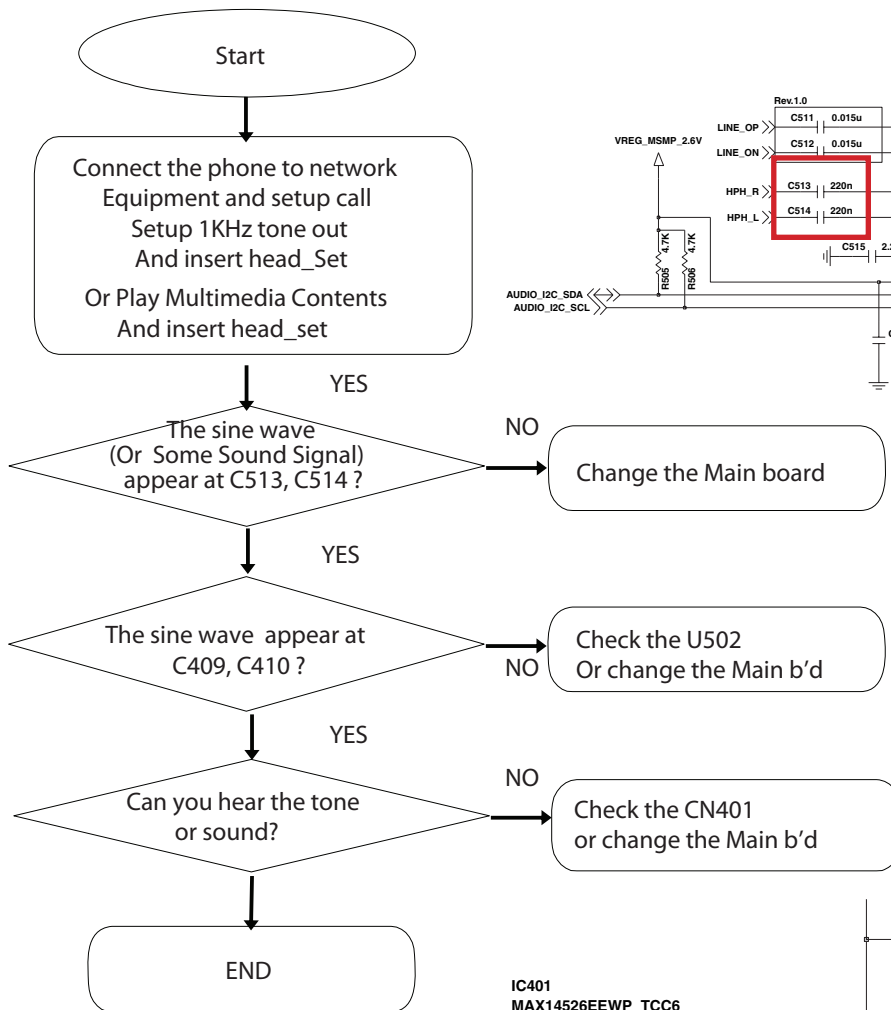 Start
Connect the phone to network
Equipment and setup call
Setup 1KHz tone out
And insert head_Set
Or Play Multimedia Contents
And insert head_set
YES
The sine wave
(Or Some Sound Signal)
appear at C513, C514 ?
NO
Change the Main board
YES
The sine wave appear at
C409, C410 ?
NO
Check the U502
Or change the Main b’d
YES
Can you hear the tone
or sound?
NO
Check the CN401
or change the Main b’d
END
Rev.1.0
LINE_OP C511 0.015u
LINE_ON C512 0.015u
VREG_MSMP_2.6V
HPH_R C513 220n
HPH_L C514 220n
C515
4.7K
R505
4.7K
R506
AUDIO_I2C_SDA
AUDIO_I2C_SCL
IC401
MAX14526EEWP_TCC6